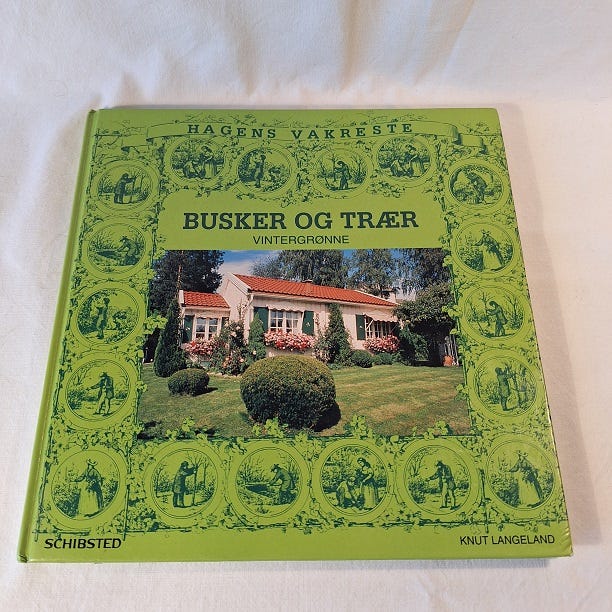 HAGENS VAKRESTE
BUSKER OG TRÆR
VINTERGRØNNE
SCHIBSTED
KNUT LANGELAND